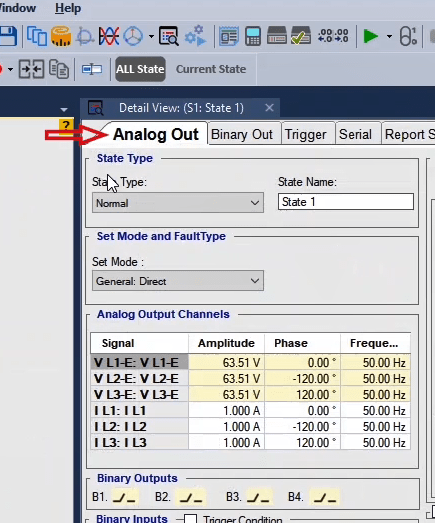 Window Help
ALL State Current State
Detail View: (S1: State 1) ×
?
Analog Out Binary Out Trigger Serial Report S
State Type
State Type: State Name:
Normal State 1
Set Mode and FaultType
Set Mode :
General: Direct
Analog Output Channels
Signal Amplitude Phase Freque...
V L1-E: V L1-E 63.51 V 0.00 ° 50.00 Hz
V L2-E: V L2-E 63.51 V -120.00 ° 50.00 Hz
V L3-E: V L3-E 63.51 V 120.00 ° 50.00 Hz
I L1: I L1 1.000 A 0.00 ° 50.00 Hz
I L2: I L2 1.000 A -120.00 ° 50.00 Hz
I L3: I L3 1.000 A 120.00 ° 50.00 Hz
Binary Outputs
B1. B2. B3. B4.
Binary Inputs Trigger Condition